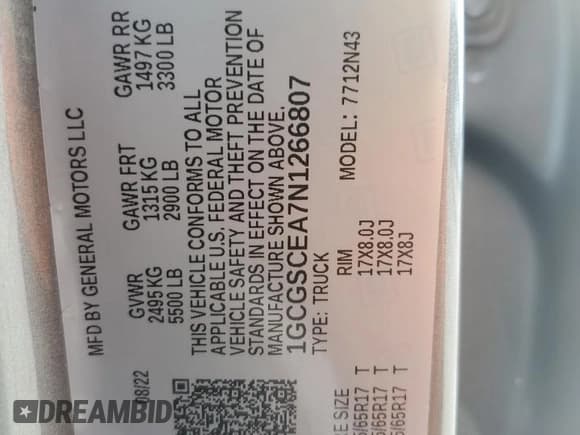 MFD BY GENERAL MOTORS LLC
GVWR GAWR FRT GAWR RR
2495KG 1315 KG 1497 KG
5500 LB 2900 LB 3300 LB
THIS VEHICLE CONFORMS TO ALL
APPLICABLE U.S. FEDERAL MOTOR
VEHICLE SAFETY AND THEFT PREVENTION
STANDARDS IN EFFECT ON THE DATE OF
MANUFACTURE SHOWN ABOVE.
1GCGSCEA7N1266807
TYPE: TRUCK MODEL: 7712N43
SIZE RIM
65R17 T 17X8.0J
65R17 T 17X8.0J
65R17 T 17X8J
8/22
DREAMBID